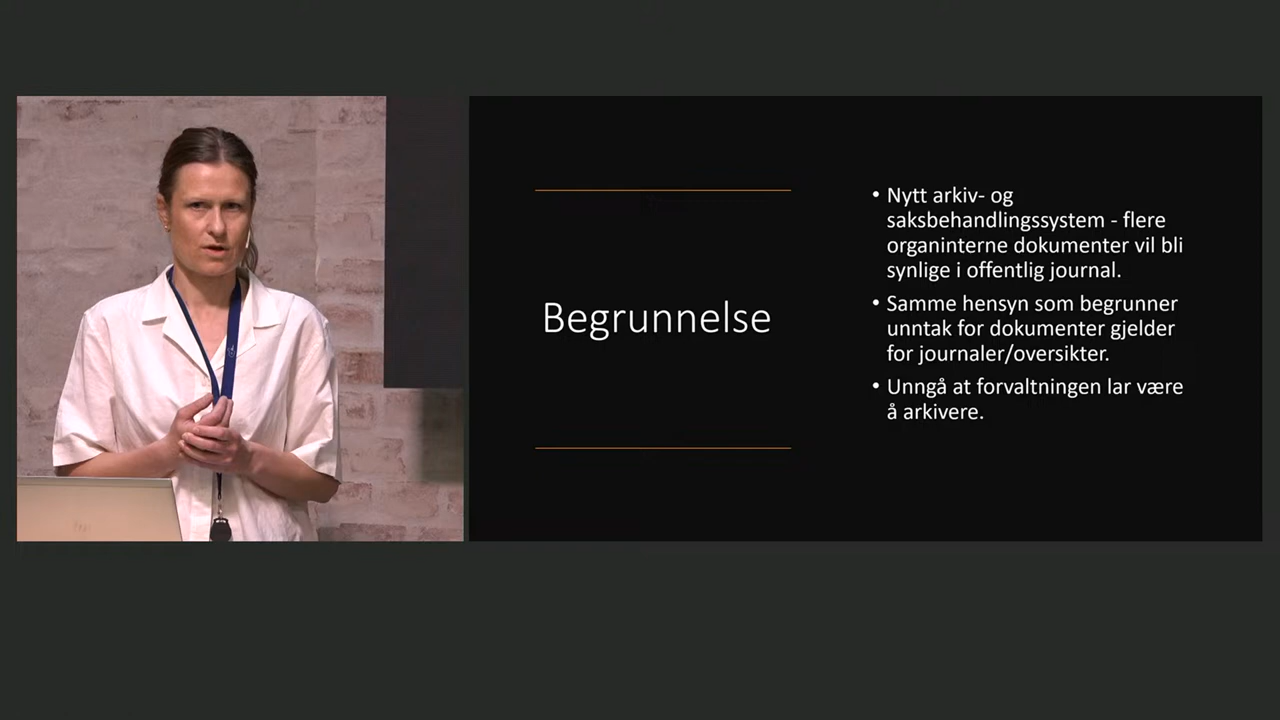 Begrunnelse
• Nytt arkiv- og
saksbehandlingssystem - flere
organinterne dokumenter vil bli
synlige i offentlig journal.
• Samme hensyn som begrunner
unntak for dokumenter gjelder
for journaler/oversikter.
• Unngå at forvaltningen lar være
å arkivere.